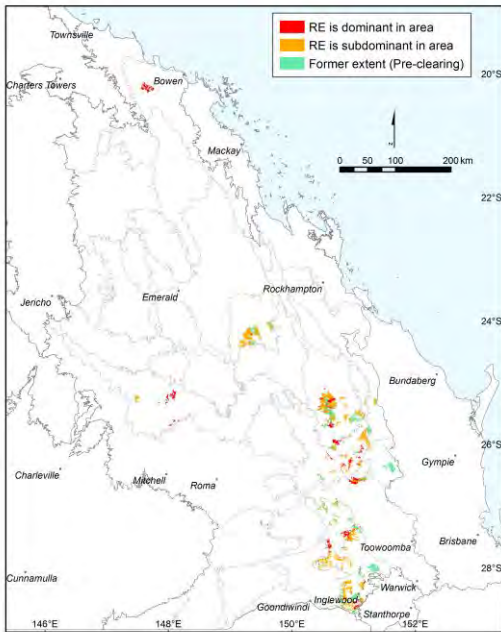 RE is dominant in area
RE is subdominant in area
Former extent (Pre-clearing)
Townsville
Charters Towers
Bowen
20°S
Mackay
0 50 100 200 km
22°S
Emerald
Rockhampton
Jericho
24°S
Bundaberg
26°S
Charleville
Mitchell
Roma
Gympie
Toowoomba
Brisbane
Cunnamulla
Warwick
28°S
Goondiwindi
Inglewood
Stanthorpe
146°E
148°E
150°E
152°E